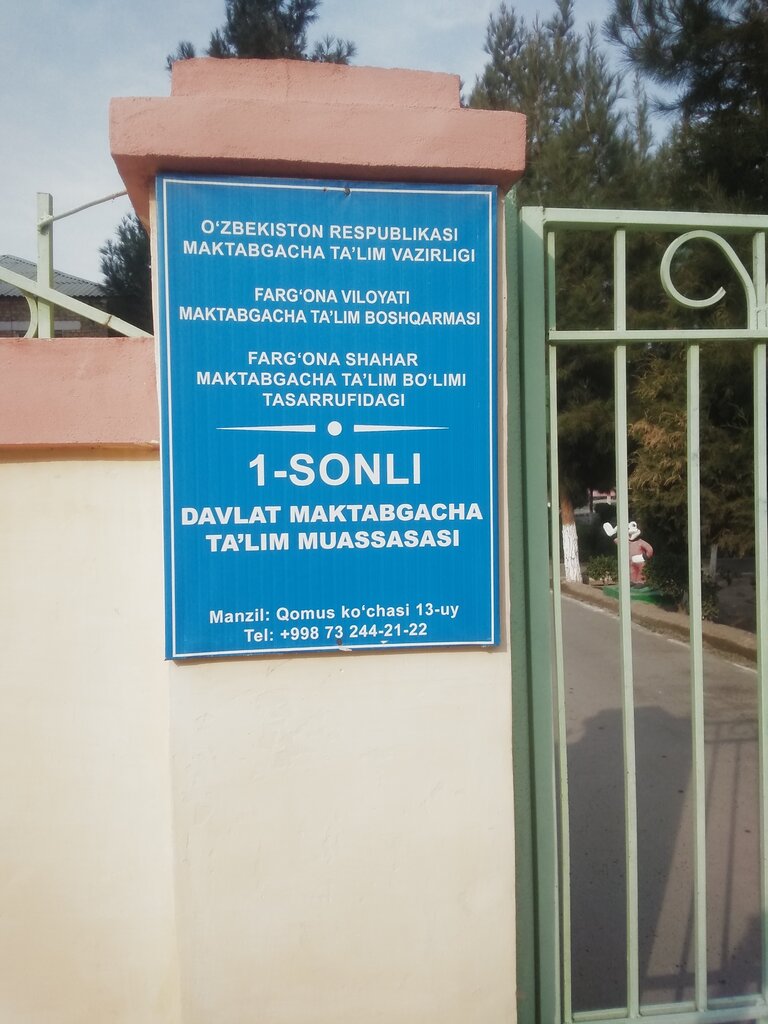 O‘ZBEKISTON RESPUBLIKASI
MAKTABGACHA TA’LIM VAZIRLIGI
FARG‘ONA VILOYATI
MAKTABGACHA TA’LIM BOSHQARMASI
FARG‘ONA SHAHAR
MAKTABGACHA TA’LIM BO‘LIMI
TASARRUFIDAGI
1-SONLI
DAVLAT MAKTABGACHA
TA’LIM MUASSASASI
Manzil: Qomus ko‘chasi 13-uy
Tel: +998 73 244-21-22